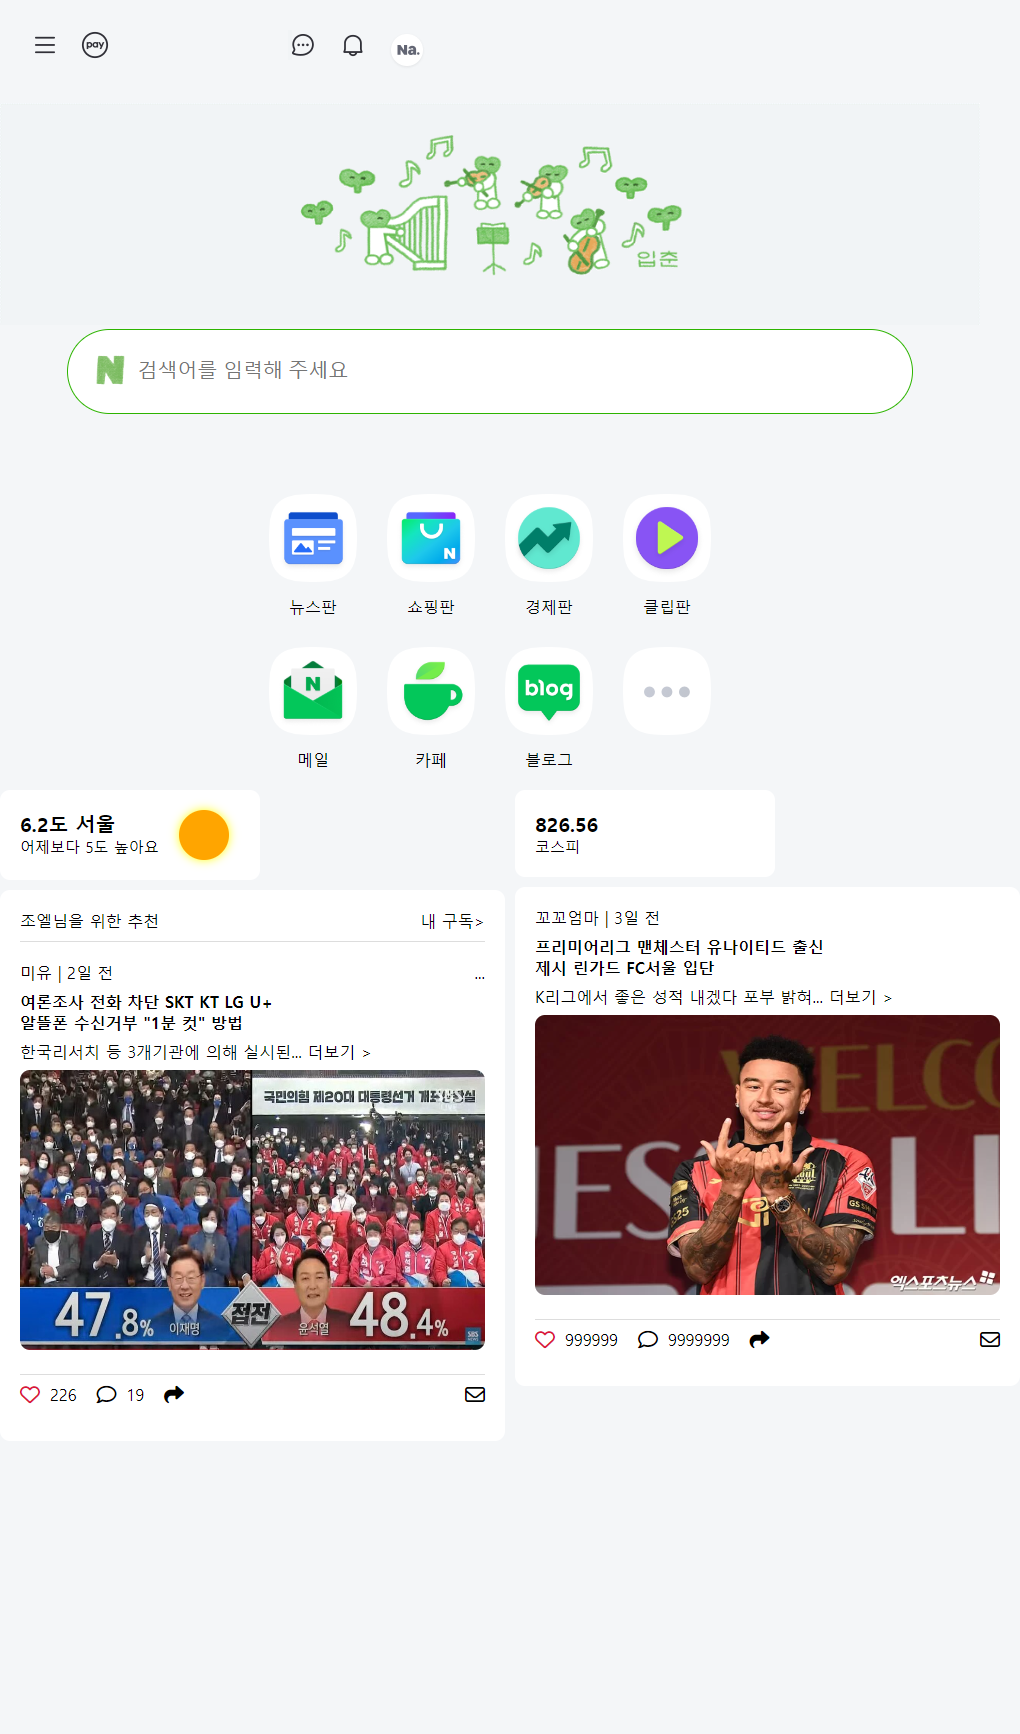 pay
Na.
입춘
N 검색어를 입력해 주세요
N
뉴스판
쇼핑판
경제판
클립판
N
blog
메일
카페
블로그
6.2도 서울
어제보다 5도 높아요
826.56
코스피
조엘님을 위한 추천
내 구독>
미유 | 2일 전
...
여론조사 전화 차단 SKT KT LG U+
알뜰폰 수신거부 "1분 컷" 방법
한국리서치 등 3개기관에 의해 실시된... 더보기 >
국민의힘 제20대 대통령선거 개표
47.8%
이재명
접전
윤석열
48.4%
SBS
NEWS
226
19
꼬꼬엄마 | 3일 전
프리미어리그 맨체스터 유나이티드 출신
제시 린가드 FC서울 입단
K리그에서 좋은 성적 내겠다 포부 밝혀... 더보기 >
WELCO
ESSE LI
엑스포츠뉴스
999999
9999999